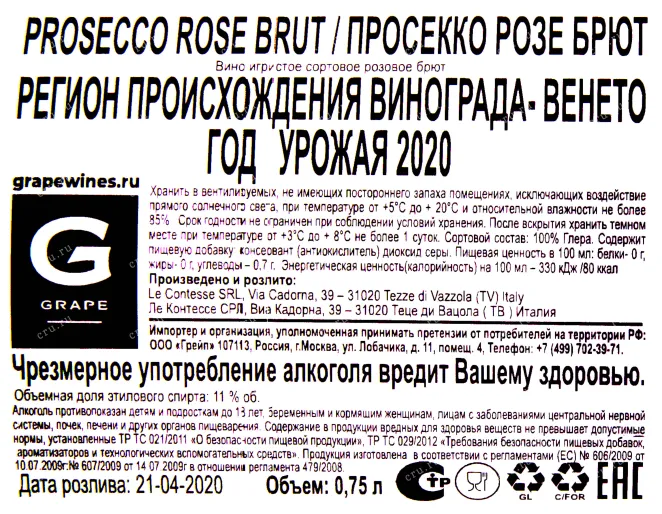 PROSECCO ROSE BRUT / ПРОСЕККО РОЗЕ БРЮТ
Вино игристое сортовое розовое брют
РЕГИОН ПРОИСХОЖДЕНИЯ ВИНОГРАДА- ВЕНЕТО
ГОД УРОЖАЯ 2020
grapewines.ru
G
GRAPE
Хранить в вентилируемых, не имеющих постороннего запаха помещениях, исключающих воздействие
прямого солнечного света, при температуре от +5°C до + 20°C и относительной влажности не более
85% Срок годности не ограничен при соблюдении условий хранения. После вскрытия хранить темном
месте при температуре от +3°C до + 8°C не более 1 суток. Сортовой состав: 100% Глера. Содержит
пищевую добавку консервант (антиокислитель) диоксид серы. Пищевая ценность в 100 мл: белки- 0 г,
жиры- 0 г, углеводы – 0,7 г. Энергетическая ценность(калорийность) на 100 мл – 330 кДж /80 ккал
Произведено и розлито:
Le Contesse SRL, Via Cadorna, 39 – 31020 Tezze di Vazzola (TV) Italy
Ле Контессе СРЛ, Виа Кадорна, 39 – 31020 Теце ди Вацола ( ТВ ) Италия
Импортер и организация, уполномоченная принимать претензии от потребителей на территории РФ:
ООО «Грейп» 107113, Россия, г.Москва, ул. Лобачика, д. 11, помещ. 4, Телефон: +7 (499) 702-39-71.
Чрезмерное употребление алкоголя вредит Вашему здоровью.
Объемная доля этилового спирта: 11 % об.
Алкоголь противопоказан детям и подросткам до 18 лет, беременным и кормящим женщинам, лицам с заболеваниями центральной нервной
системы, почек, печени и других органов пищеварения. Содержание в продукции вредных для здоровья веществ не превышает допустимые
нормы, установленные ТР ТС 021/2011 «О безопасности пищевой продукции», ТР ТС 029/2012 «Требования безопасности пищевых добавок,
ароматизаторов и технологических вспомогательных средств». Продукция изготовлена в соответствии с регламентами (ЕС) № 606/2009 от
10.07.2009г.№ 607/2009 от 14.07.2009г в отношении регламента 479/2008.
Дата розлива: 21-04-2020 Объем: 0,75 л
GL C/FOR
EAC